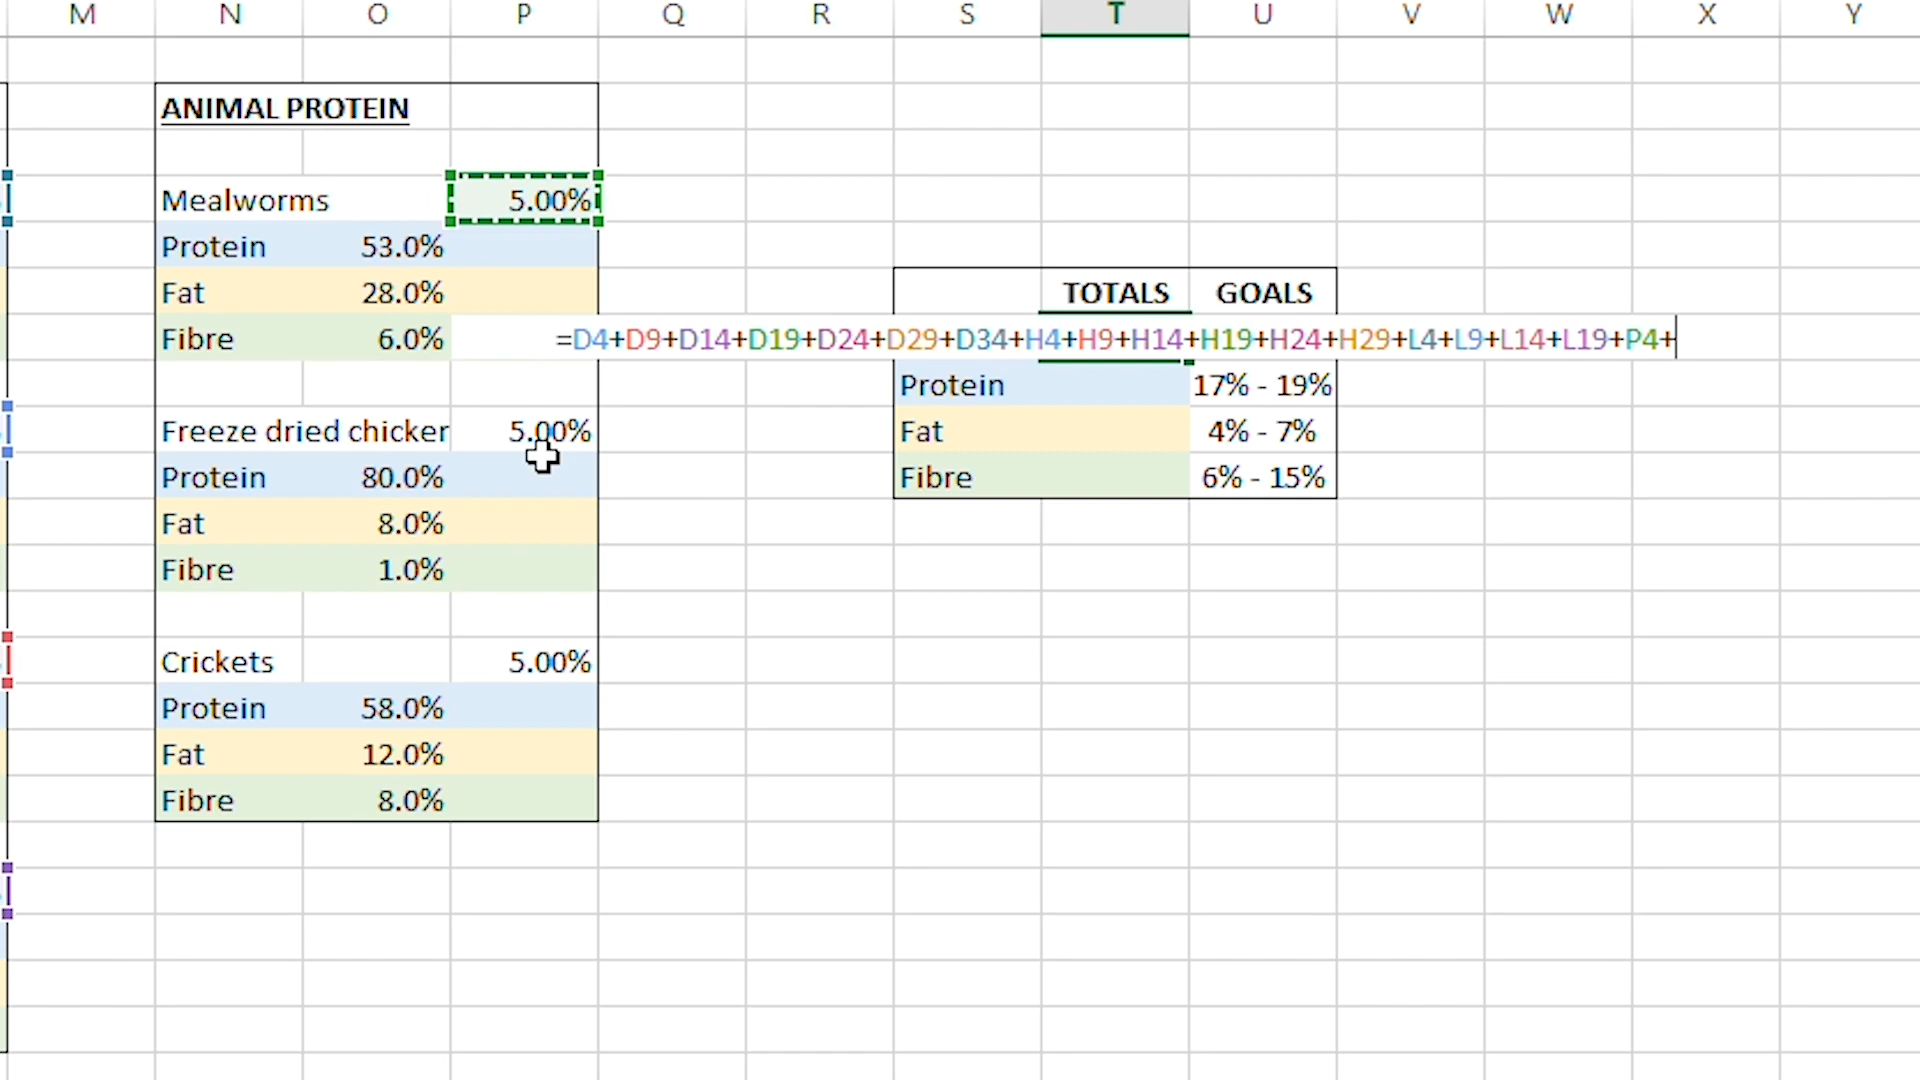 M N O P Q R S T U V W X Y
ANIMAL PROTEIN
Mealworms 5.00%
Protein 53.0%
Fat 28.0%
TOTALS GOALS
Fibre 6.0% =D4+D9+D14+D19+D24+D29+D34+H4+H9+H14+H19+H24+H29+L4+L9+L14+L19+P4+
Protein 17% - 19%
Freeze dried chicker 5.00%
Fat 4% - 7%
Protein 80.0%
Fibre 6% - 15%
Fat 8.0%
Fibre 1.0%
Crickets 5.00%
Protein 58.0%
Fat 12.0%
Fibre 8.0%